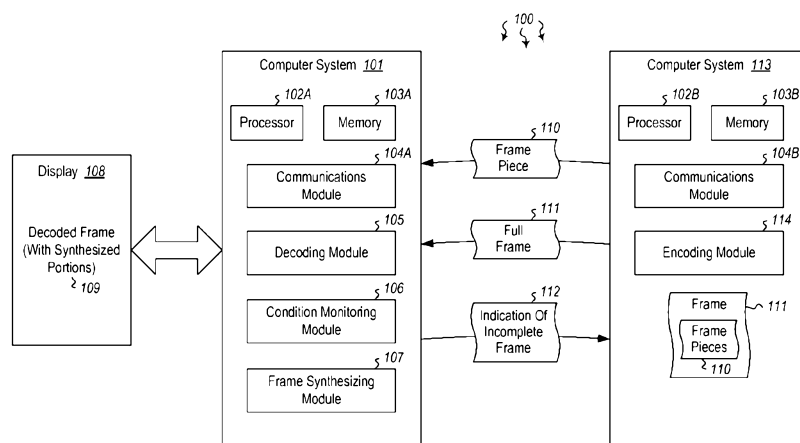 100
Computer System 101
102A
103A
Processor
Memory
104A
Communications
Module
105
Decoding Module
106
Condition Monitoring
Module
107
Frame Synthesizing
Module
Display 108
Decoded Frame
(With Synthesized
Portions)
109
110
Frame
Piece
111
Full
Frame
112
Indication Of
Incomplete
Frame
Computer System 113
102B
103B
Processor
Memory
104B
Communications
Module
114
Encoding Module
Frame
111
Frame
Pieces
110